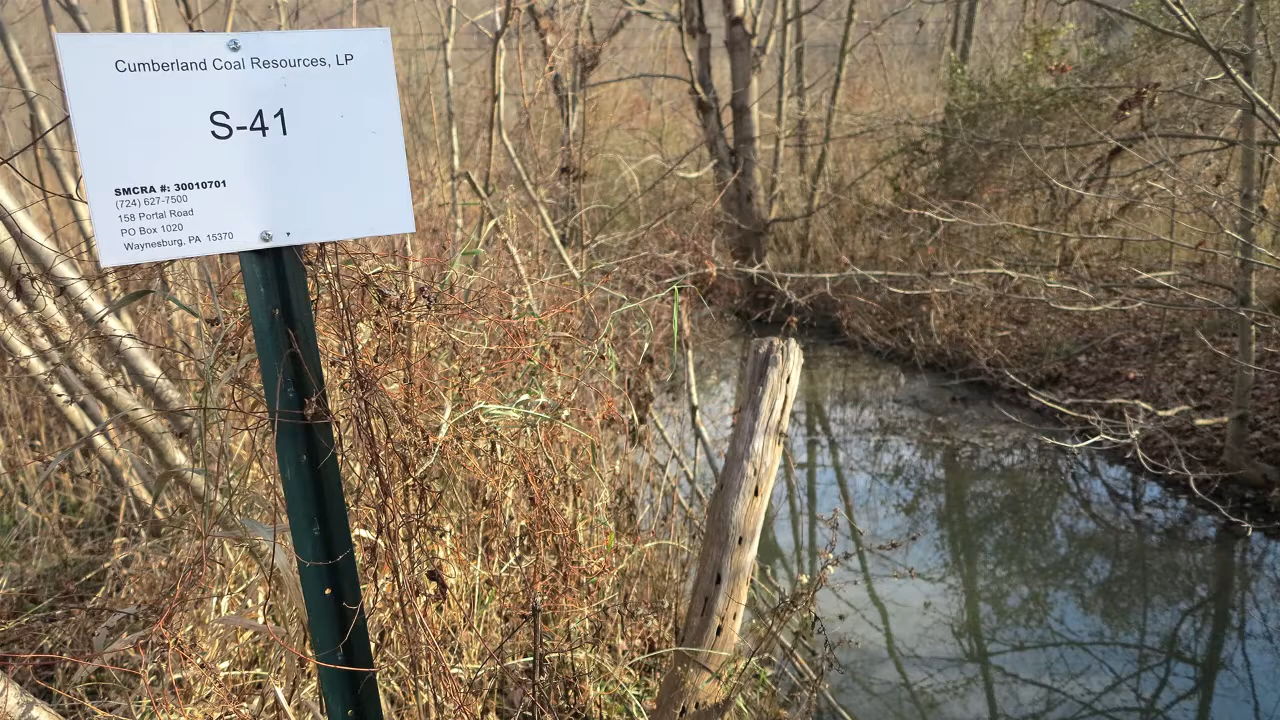 Cumberland Coal Resources, LP
S-41
SMCRA #: 30010701
(724) 627-7500
158 Portal Road
PO Box 1020
Waynesburg, PA 15370